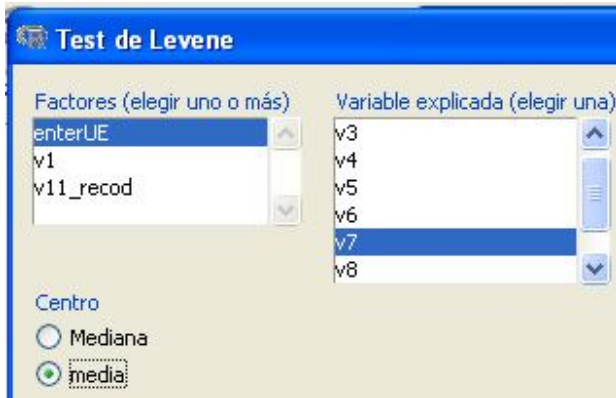 Test de Levene
Factores (elegir uno o más)
enterUE
v1
v11_recod
Variable explicada (elegir una)
v3
v4
v5
v6
v7
v8
Centro
Mediana
media